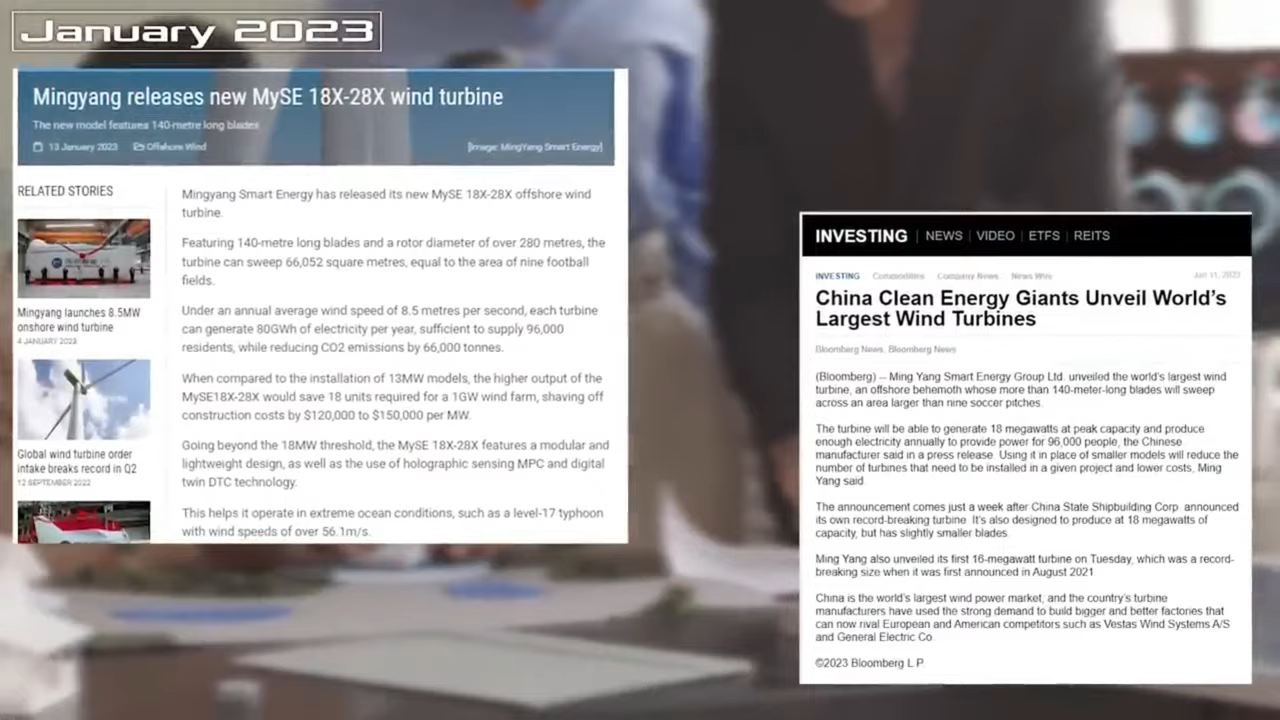 January 2023
Mingyang releases new MySE 18X-28X wind turbine
The new model features 140-metre long blades
13 January 2023 Offshore Wind [Image: MingYang Smart Energy]
RELATED STORIES
Mingyang launches 8.5MW
onshore wind turbine
4 JANUARY 2023
Global wind turbine order
intake breaks record in Q2
12 SEPTEMBER 2022
Mingyang Smart Energy has released its new MySE 18X-28X offshore wind
turbine.
Featuring 140-metre long blades and a rotor diameter of over 280 metres, the
turbine can sweep 66,052 square metres, equal to the area of nine football
fields.
Under an annual average wind speed of 8.5 metres per second, each turbine
can generate 80GWh of electricity per year, sufficient to supply 96,000
residents, while reducing CO2 emissions by 66,000 tonnes.
When compared to the installation of 13MW models, the higher output of the
MySE18X-28X would save 18 units required for a 1GW wind farm, shaving off
construction costs by $120,000 to $150,000 per MW.
Going beyond the 18MW threshold, the MySE 18X-28X features a modular and
lightweight design, as well as the use of holographic sensing MPC and digital
twin DTC technology.
This helps it operate in extreme ocean conditions, such as a level-17 typhoon
with wind speeds of over 56.1m/s.
INVESTING | NEWS | VIDEO | ETFS | REITS
INVESTING Commodities Company News News Wire Jan 11, 2023
China Clean Energy Giants Unveil World's
Largest Wind Turbines
Bloomberg News, Bloomberg News
(Bloomberg) -- Ming Yang Smart Energy Group Ltd. unveiled the world's largest wind
turbine, an offshore behemoth whose more than 140-meter-long blades will sweep
across an area larger than nine soccer pitches.
The turbine will be able to generate 18 megawatts at peak capacity and produce
enough electricity annually to provide power for 96,000 people, the Chinese
manufacturer said in a press release. Using it in place of smaller models will reduce the
number of turbines that need to be installed in a given project and lower costs, Ming
Yang said.
The announcement comes just a week after China State Shipbuilding Corp. announced
its own record-breaking turbine. It's also designed to produce at 18 megawatts of
capacity, but has slightly smaller blades.
Ming Yang also unveiled its first 16-megawatt turbine on Tuesday, which was a record-
breaking size when it was first announced in August 2021
China is the world's largest wind power market, and the country's turbine
manufacturers have used the strong demand to build bigger and better factories that
can now rival European and American competitors such as Vestas Wind Systems A/S
and General Electric Co.
©2023 Bloomberg L.P.